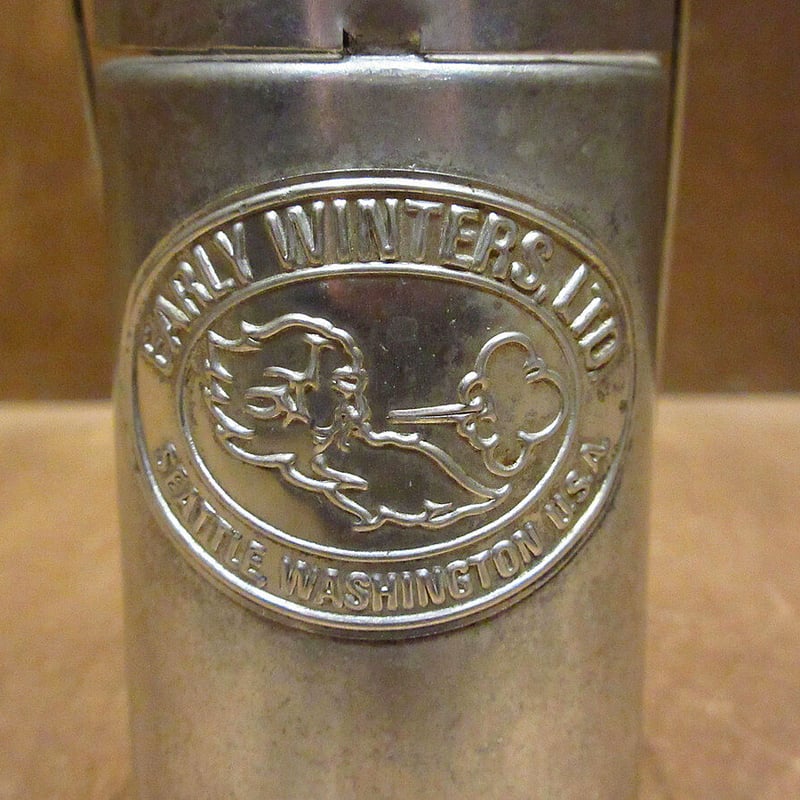 EARLY WINTERS, LTD.
SEATTLE, WASHINGTON U.S.A.